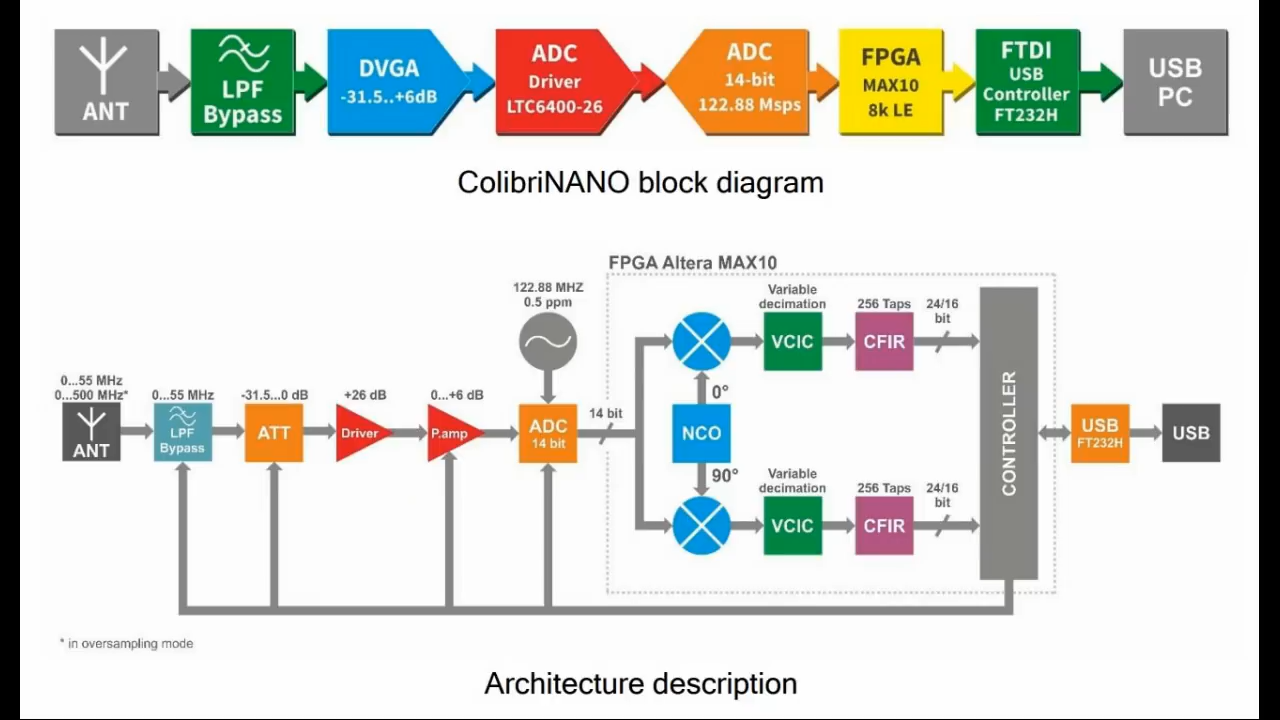 ANT
LPF
Bypass
DVGA
-31.5..+6dB
ADC
Driver
LTC6400-26
ADC
14-bit
122.88 Msps
FPGA
MAX10
8k LE
FTDI
USB
Controller
FT232H
USB
PC
ColibriNANO block diagram
FPGA Altera MAX10
122.88 MHZ
0.5 ppm
Variable
decimation
256 Taps
24/16
bit
VCIC
CFIR
0...55 MHz
0...500 MHz*
0...55 MHz
-31.5...0 dB
+26 dB
0...+6 dB
14 bit
0°
ANT
LPF
Bypass
ATT
Driver
P.amp
ADC
14 bit
NCO
CONTROLLER
USB
FT232H
USB
90°
Variable
decimation
256 Taps
24/16
bit
VCIC
CFIR
* in oversampling mode
Architecture description